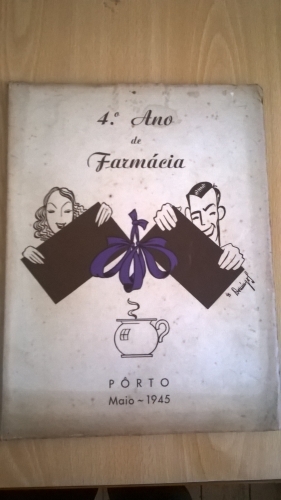 4.º Ano
de
Farmácia
PÔRTO
Maio - 1945